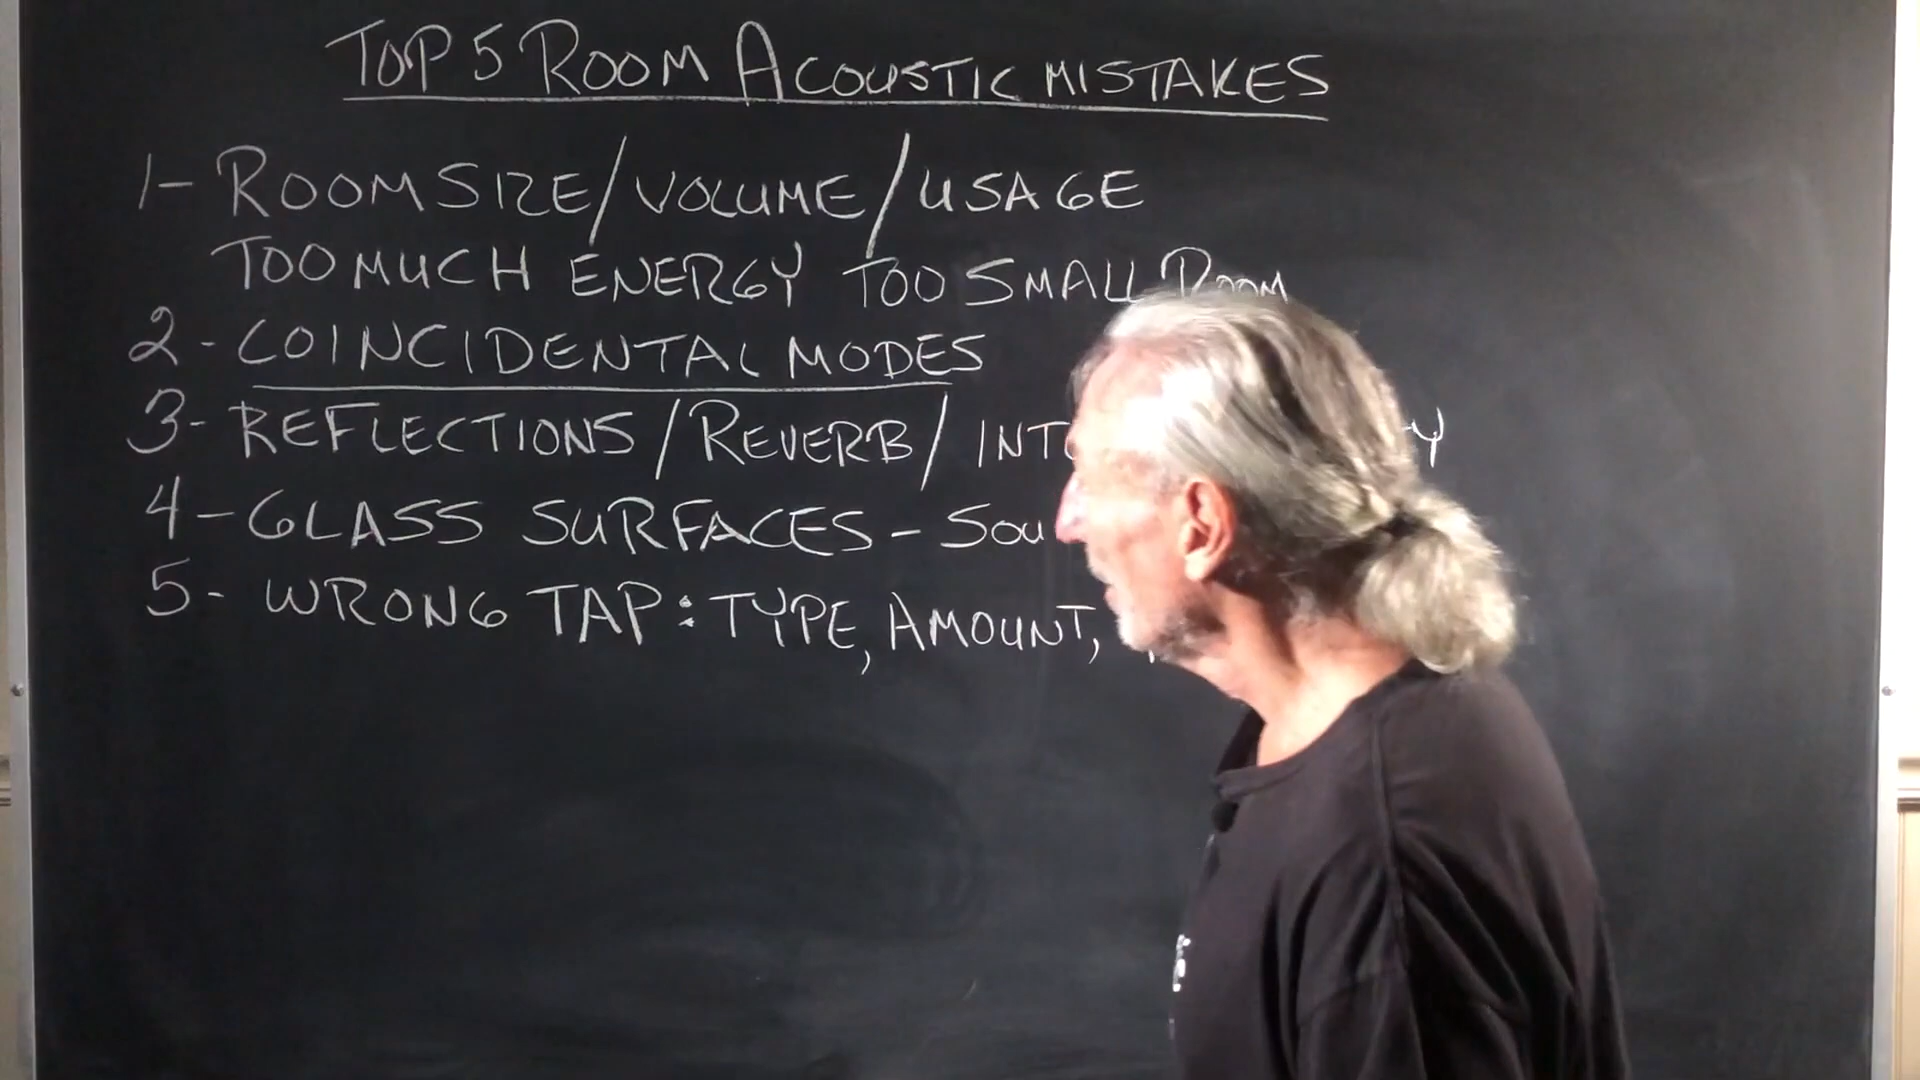 TOP 5 ROOM ACOUSTIC MISTAKES
1- ROOM SIZE/VOLUME/USAGE
TOO MUCH ENERGY TOO SMALL ROOM
2- COINCIDENTAL MODES
3- REFLECTIONS/REVERB/
4- GLASS SURFACES -
5- WRONG TAP: TYPE, AMOUNT,